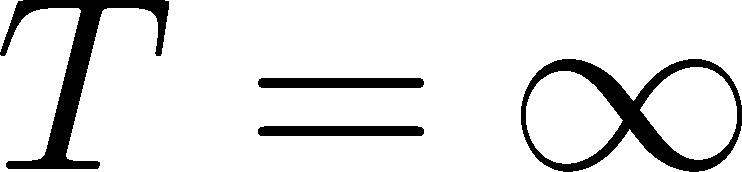 T = ∞